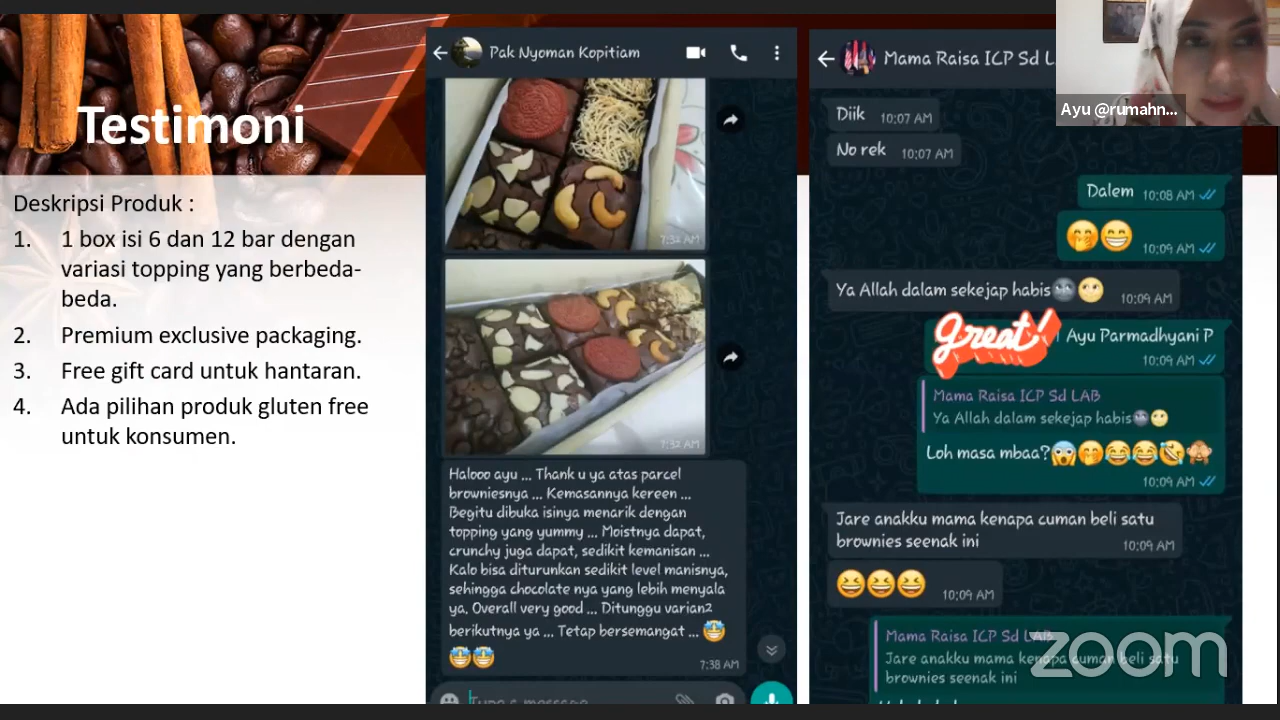 Testimoni
Deskripsi Produk :
1. 1 box isi 6 dan 12 bar dengan
variasi topping yang berbeda-
beda.
2. Premium exclusive packaging.
3. Free gift card untuk hantaran.
4. Ada pilihan produk gluten free
untuk konsumen.
Pak Nyoman Kopitiam
7:32 AM
7:32 AM
Halooo ayu ... Thank u ya atas parcel
browniesnya ... Kemasannya kereen ...
Begitu dibuka isinya menarik dengan
topping yang yummy ... Moistnya dapat,
crunchy juga dapat, sedikit kemanisan ...
Kalo bisa diturunkan sedikit level manisnya,
sehingga chocolate nya yang lebih menyala
ya. Overall very good ... Ditunggu varian2
berikutnya ya ... Tetap bersemangat ... 🤩
🤩🤩
7:38 AM
Type a message
Mama Raisa ICP Sd L
Ayu @rumahn...
Diik 10:07 AM
No rek 10:07 AM
Dalem 10:08 AM
🤭😁 10:09 AM
Ya Allah dalam sekejap habis🌚🌝 10:09 AM
great! Ayu Parmadhyani P
10:09 AM
Mama Raisa ICP Sd LAB
Ya Allah dalam sekejap habis🌚🌝
Loh masa mbaa?😱🤭😂😂🤣🙈
10:09 AM
Jare anakku mama kenapa cuman beli satu
brownies seenak ini 10:09 AM
😆😆😆 10:09 AM
Mama Raisa ICP Sd LAB
Jare anakku mama kenapa cuman beli satu
brownies seenak ini
zoom